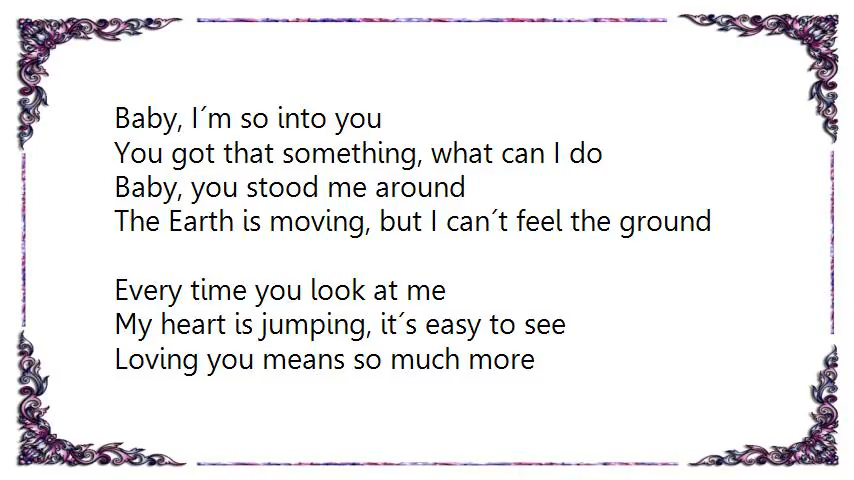 Baby, I´m so into you
You got that something, what can I do
Baby, you stood me around
The Earth is moving, but I can´t feel the ground
Every time you look at me
My heart is jumping, it´s easy to see
Loving you means so much more